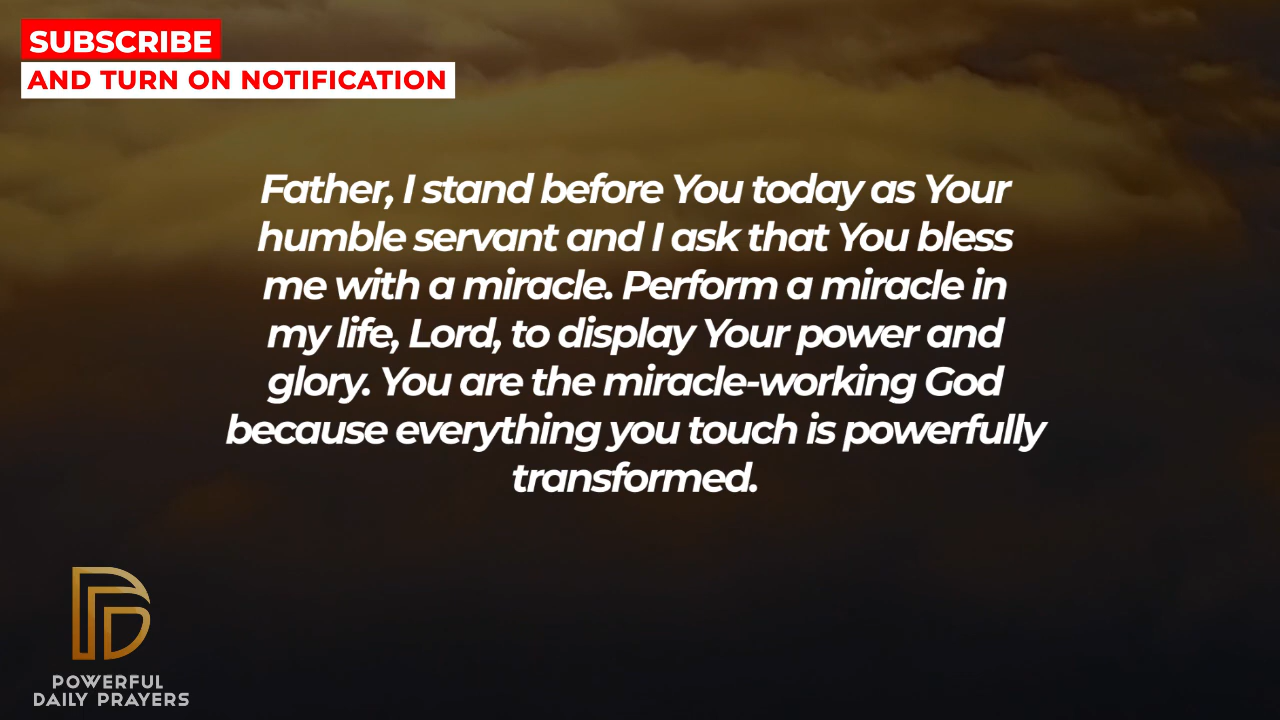 SUBSCRIBE
AND TURN ON NOTIFICATION
Father, I stand before You today as Your
humble servant and I ask that You bless
me with a miracle. Perform a miracle in
my life, Lord, to display Your power and
glory. You are the miracle-working God
because everything you touch is powerfully
transformed.
POWERFUL
DAILY PRAYERS